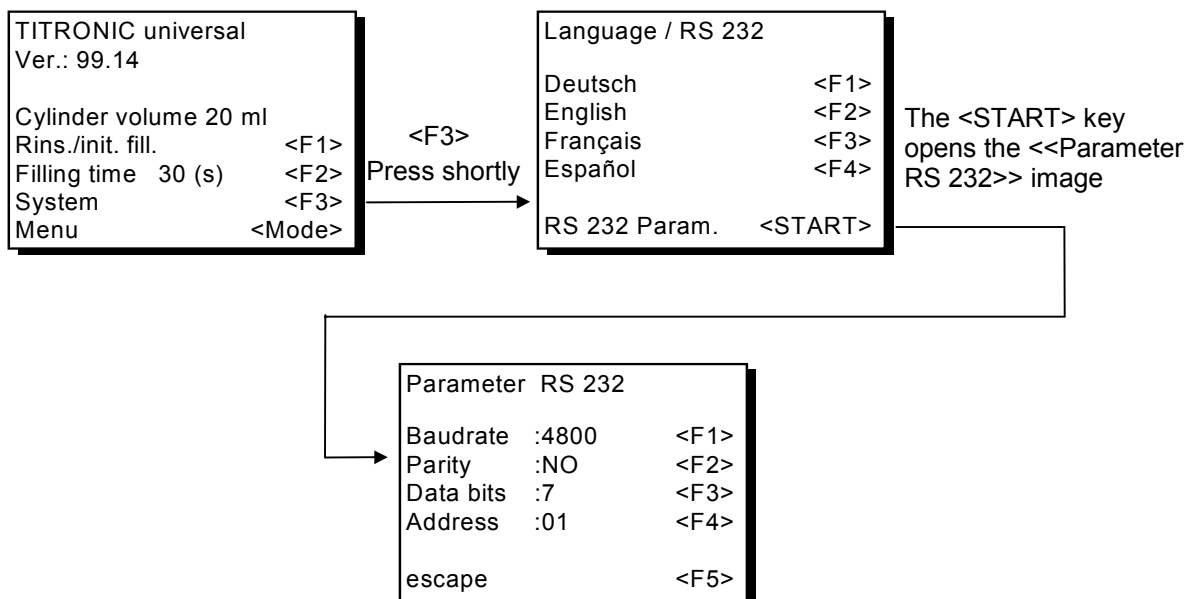 TITRONIC universal
Ver.: 99.14
Cylinder volume 20 ml
Rins./init. fill. <F1>
Filling time 30 (s) <F2>
System <F3>
Menu <Mode>
<F3>
Press shortly
Language / RS 232
Deutsch <F1>
English <F2>
Français <F3>
Español <F4>
RS 232 Param. <START>
The <START> key
opens the <<Parameter
RS 232>> image
Parameter RS 232
Baudrate :4800 <F1>
Parity :NO <F2>
Data bits :7 <F3>
Address :01 <F4>
escape <F5>